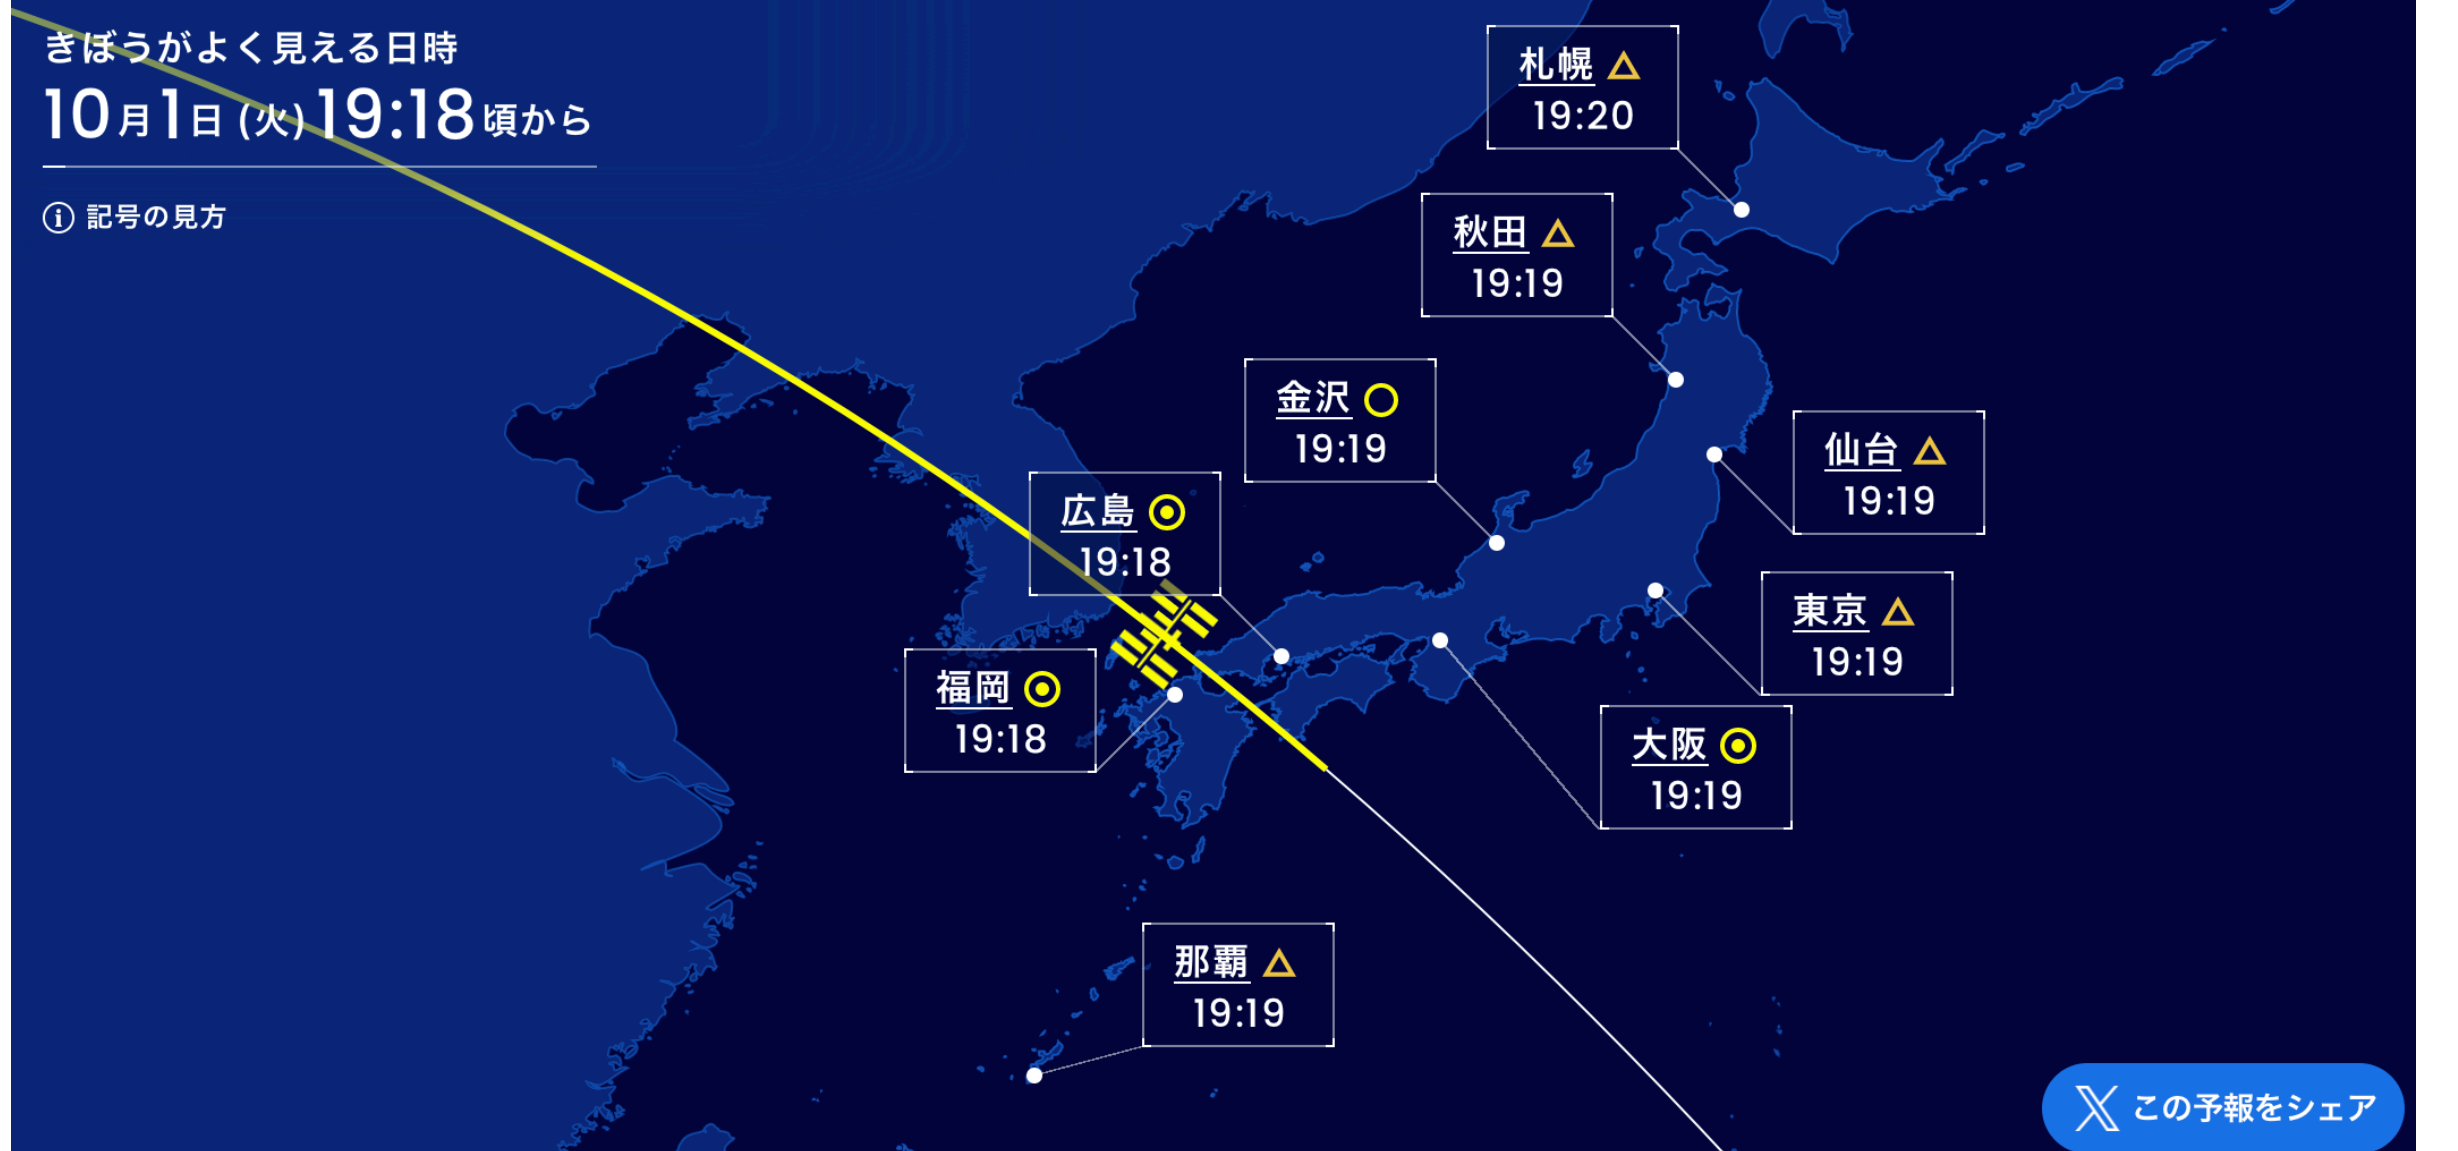 きぼうがよく見える日時
10月1日 (火) 19:18頃から
記号の見方
札幌 △
19:20
秋田 △
19:19
金沢 ○
19:19
仙台 △
19:19
広島 ◎
19:18
東京 △
19:19
福岡 ◎
19:18
大阪 ◎
19:19
那覇 △
19:19
この予報をシェア